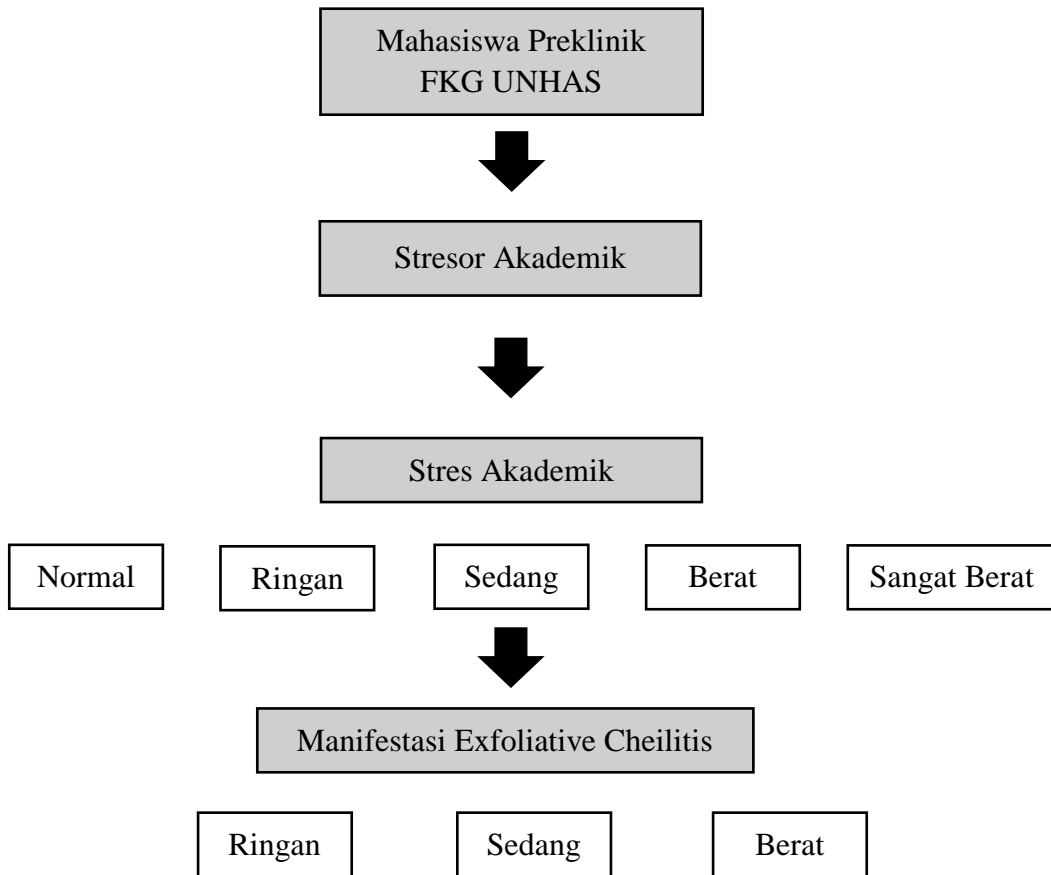 Mahasiswa Preklinik
FKG UNHAS
Stresor Akademik
Stres Akademik
Normal
Ringan
Sedang
Berat
Sangat Berat
Manifestasi Exfoliative Cheilitis
Ringan
Sedang
Berat